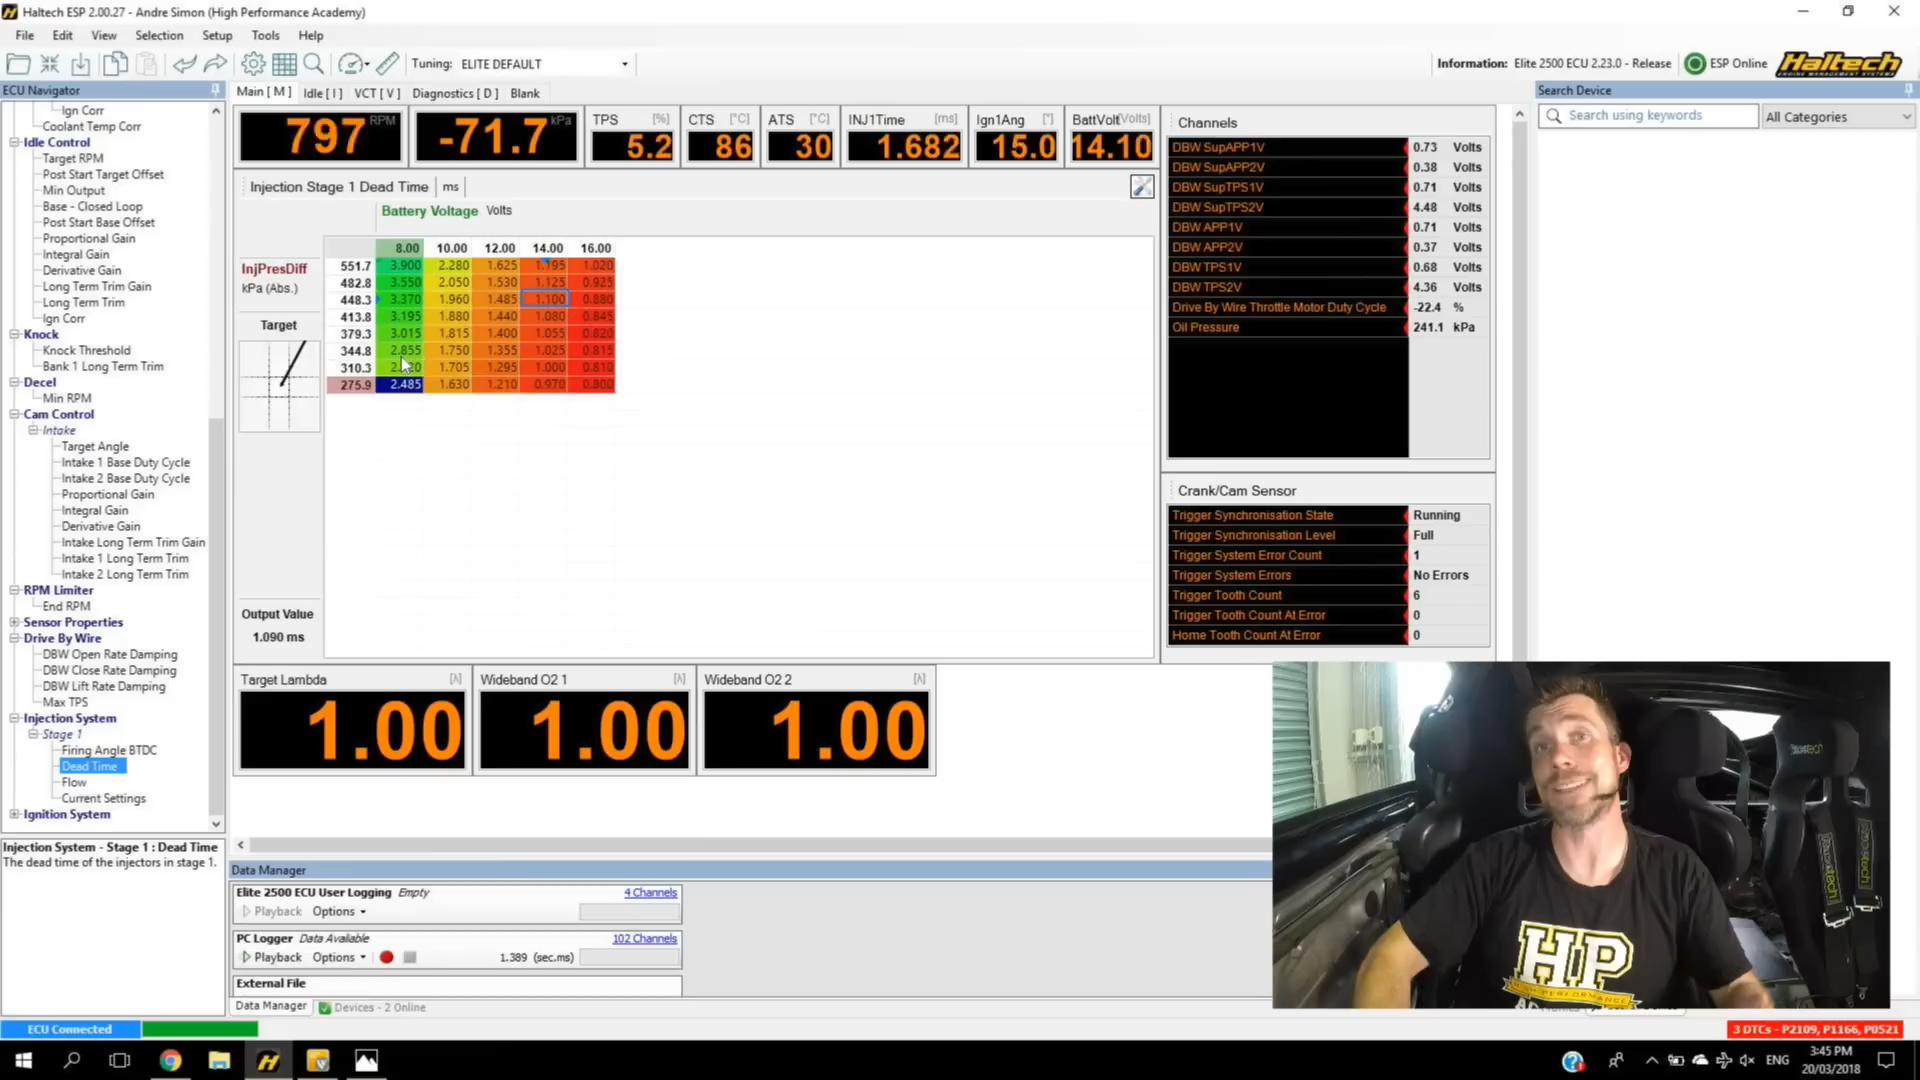 Haltech ESP 2.00.27 - Andre Simon (High Performance Academy)
File Edit View Selection Setup Tools Help
Tuning: ELITE DEFAULT
Information: Elite 2500 ECU 2.23.0 - Release ESP Online Haltech
ENGINE MANAGEMENT SYSTEMS
ECU Navigator
Ign Corr
Coolant Temp Corr
Idle Control
Target RPM
Post Start Target Offset
Min Output
Base - Closed Loop
Post Start Base Offset
Proportional Gain
Integral Gain
Derivative Gain
Long Term Trim Gain
Long Term Trim
Ign Corr
Knock
Knock Threshold
Bank 1 Long Term Trim
Decel
Min RPM
Cam Control
Intake
Target Angle
Intake 1 Base Duty Cycle
Intake 2 Base Duty Cycle
Proportional Gain
Integral Gain
Derivative Gain
Intake Long Term Trim Gain
Intake 1 Long Term Trim
Intake 2 Long Term Trim
RPM Limiter
End RPM
Sensor Properties
Drive By Wire
DBW Open Rate Damping
DBW Close Rate Damping
DBW Lift Rate Damping
Max TPS
Injection System
Stage 1
Firing Angle BTDC
Dead Time
Flow
Current Settings
Ignition System
Injection System - Stage 1 : Dead Time
The dead time of the injectors in stage 1.
Main [ M ] Idle [ I ] VCT [ V ] Diagnostics [ D ] Blank
797 RPM
-71.7 kPa
TPS [%] 5.2
CTS [°C] 86
ATS [°C] 30
INJ1Time [ms] 1.682
Ign1Ang [°] 15.0
BattVolt [Volts] 14.10
Injection Stage 1 Dead Time ms
Battery Voltage Volts
8.00 10.00 12.00 14.00 16.00
InjPresDiff
kPa (Abs.)
551.7 3.900 2.280 1.625 1.195 1.020
482.8 3.550 2.050 1.530 1.125 0.925
448.3 3.370 1.960 1.485 1.100 0.880
413.8 3.195 1.880 1.440 1.080 0.845
379.3 3.015 1.815 1.400 1.055 0.820
344.8 2.855 1.750 1.355 1.025 0.815
310.3 1.705 1.295 1.000 0.810
275.9 2.485 1.630 1.210 0.970 0.800
Target
Output Value
1.090 ms
Target Lambda [λ] 1.00
Wideband O2 1 [λ] 1.00
Wideband O2 2 [λ] 1.00
Channels
DBW SupAPP1V 0.73 Volts
DBW SupAPP2V 0.38 Volts
DBW SupTPS1V 0.71 Volts
DBW SupTPS2V 4.48 Volts
DBW APP1V 0.71 Volts
DBW APP2V 0.37 Volts
DBW TPS1V 0.68 Volts
DBW TPS2V 4.36 Volts
Drive By Wire Throttle Motor Duty Cycle -22.4 %
Oil Pressure 241.1 kPa
Crank/Cam Sensor
Trigger Synchronisation State Running
Trigger Synchronisation Level Full
Trigger System Error Count 1
Trigger System Errors No Errors
Trigger Tooth Count 6
Trigger Tooth Count At Error 0
Home Tooth Count At Error 0
Search Device
Search using keywords All Categories
Data Manager
Elite 2500 ECU User Logging Empty 4 Channels
Playback Options
PC Logger Data Available 102 Channels
Playback Options 1.389 (sec.ms)
External File
Data Manager Devices - 2 Online
HP
ECU Connected
3 DTCs - P2109, P1166, P0521
ENG
3:45 PM
20/03/2018